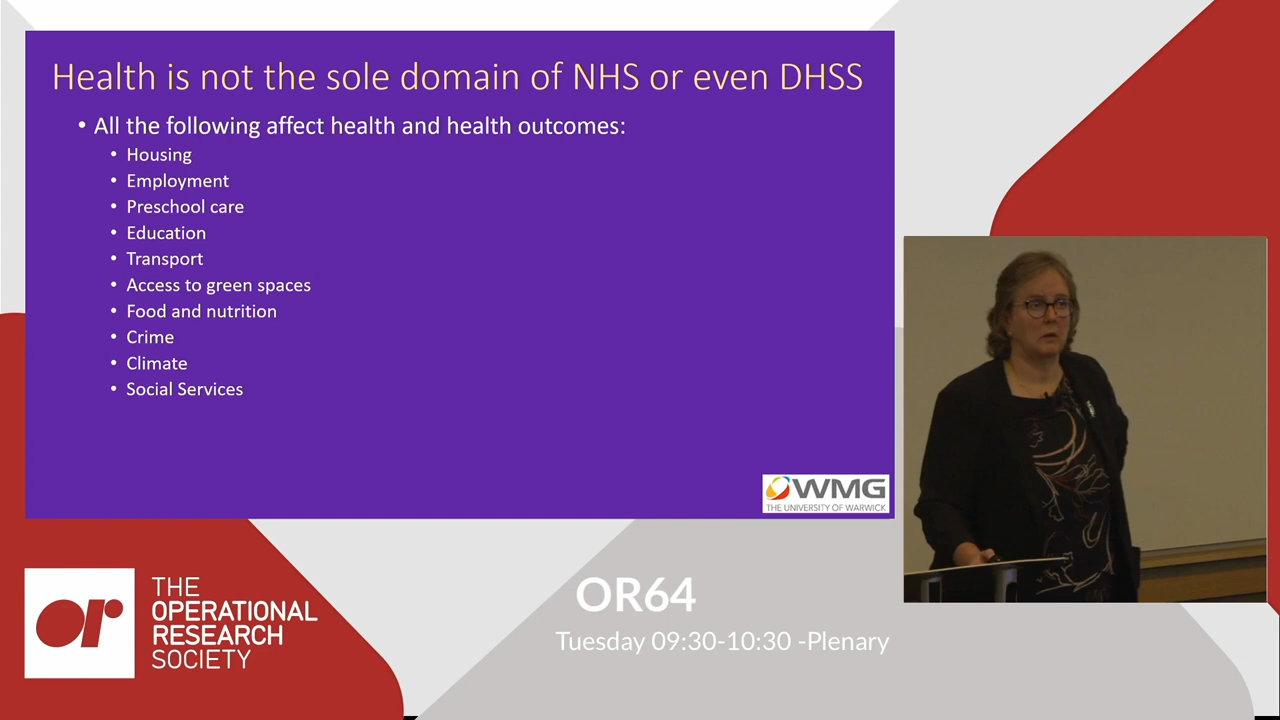 Health is not the sole domain of NHS or even DHSS
• All the following affect health and health outcomes:
• Housing
• Employment
• Preschool care
• Education
• Transport
• Access to green spaces
• Food and nutrition
• Crime
• Climate
• Social Services
WMG
THE UNIVERSITY OF WARWICK
or
THE
OPERATIONAL
RESEARCH
SOCIETY
OR64
Tuesday 09:30-10:30 -Plenary